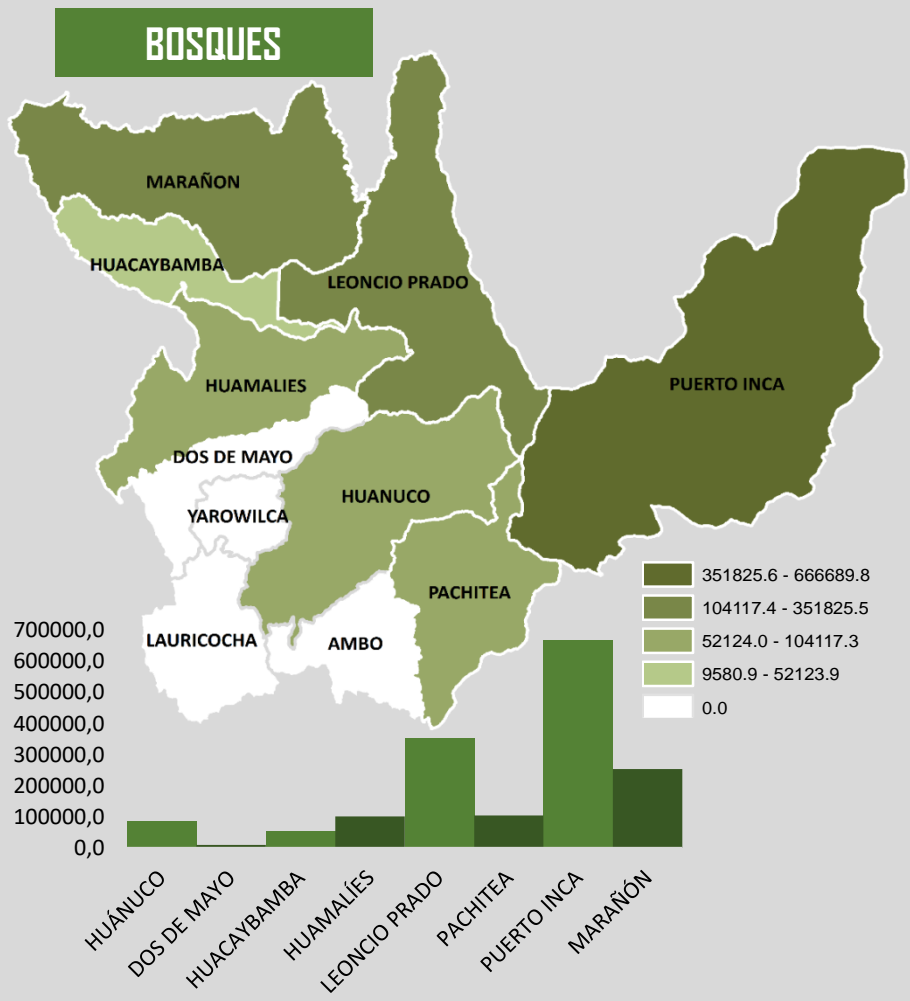 BOSQUES
MARAÑON
HUACAYBAMBA
LEONCIO PRADO
HUAMALIES
PUERTO INCA
DOS DE MAYO
HUANUCO
YAROWILCA
PACHITEA
LAURICOCHA
AMBO
351825.6 - 666689.8
104117.4 - 351825.5
52124.0 - 104117.3
9580.9 - 52123.9
0.0
700000,0
600000,0
500000,0
400000,0
300000,0
200000,0
100000,0
0,0
HUÁNUCO
DOS DE MAYO
HUACAYBAMBA
HUAMALÍES
LEONCIO PRADO
PACHITEA
PUERTO INCA
MARAÑÓN